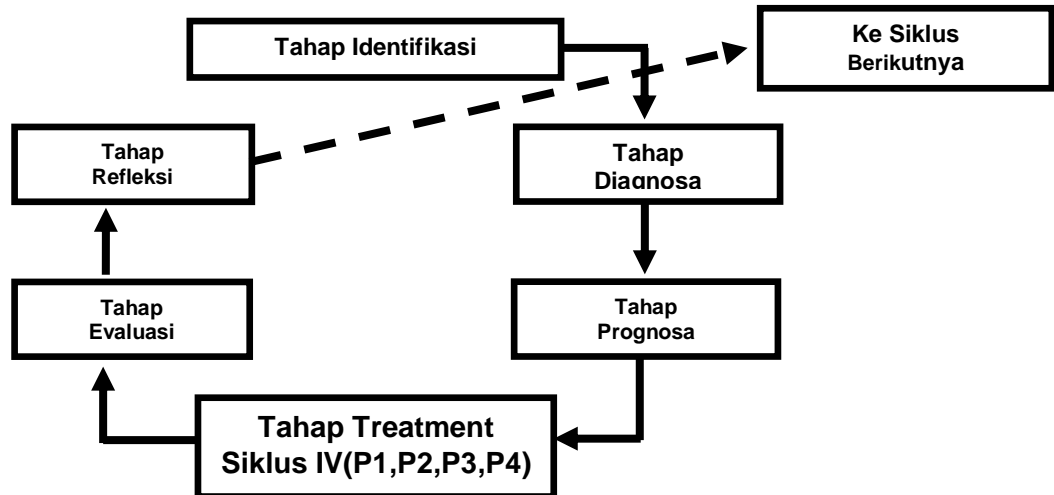 Tahap Identifikasi
Ke Siklus
Berikutnya
Tahap
Refleksi
Tahap
Diagnosa
Tahap
Evaluasi
Tahap
Prognosa
Tahap Treatment
Siklus IV(P1,P2,P3,P4)